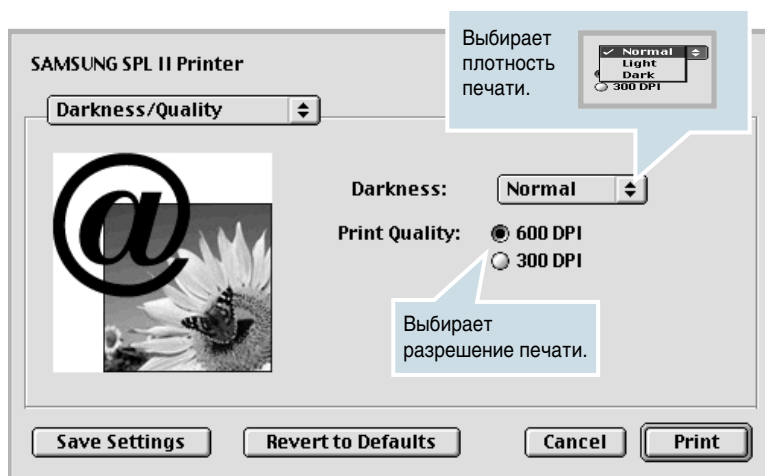 SAMSUNG SPL II Printer
Выбирает
плотность
печати.
✓ Normal
Light
Dark
300 DPI
Darkness/Quality
@
Darkness: Normal
Print Quality: 600 DPI
300 DPI
Выбирает
разрешение печати.
Save Settings Revert to Defaults Cancel Print